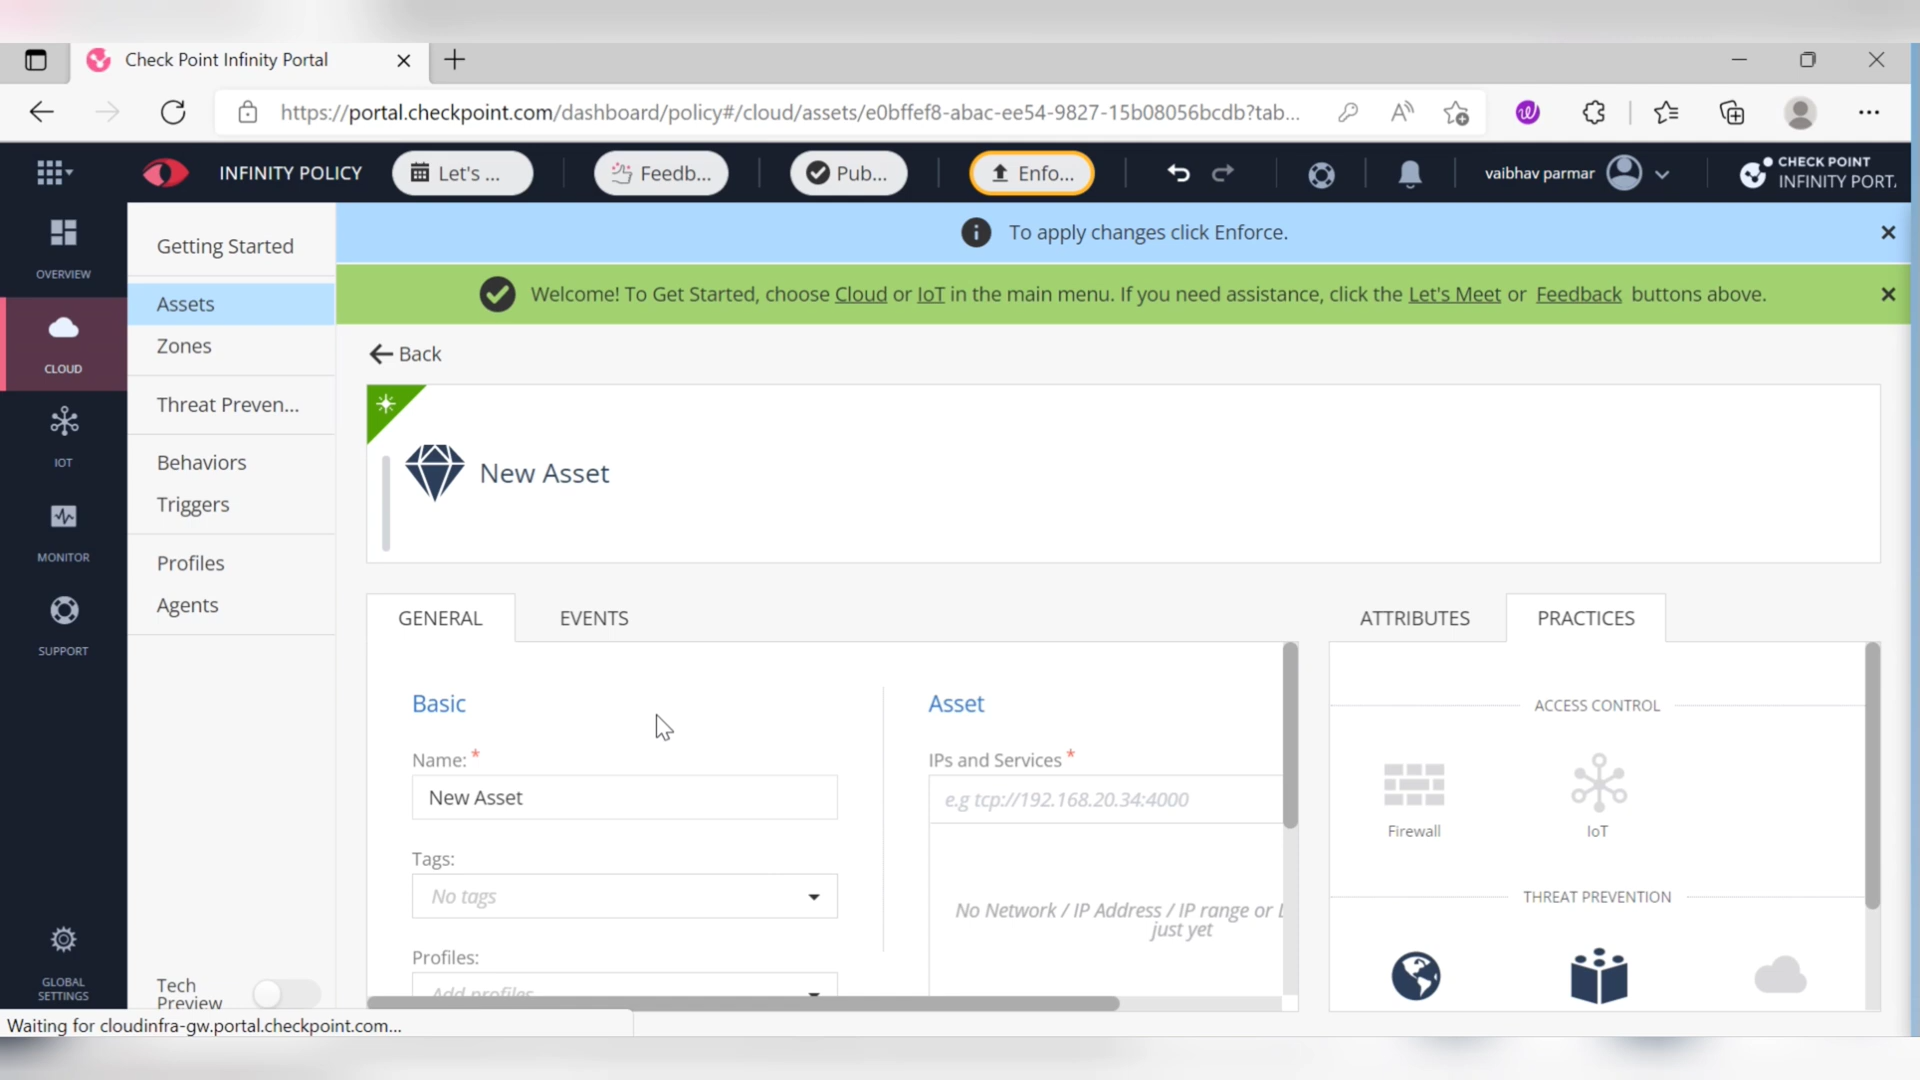 Check Point Infinity Portal
https://portal.checkpoint.com/dashboard/policy#/cloud/assets/e0bffef8-abac-ee54-9827-15b08056bcdb?tab...
INFINITY POLICY
Let's ...
Feedb...
Pub...
Enfo...
vaibhav parmar
CHECK POINT
INFINITY PORT.
OVERVIEW
CLOUD
IOT
MONITOR
SUPPORT
GLOBAL
SETTINGS
Getting Started
Assets
Zones
Threat Preven...
Behaviors
Triggers
Profiles
Agents
Tech
Preview
To apply changes click Enforce.
Welcome! To Get Started, choose Cloud or IoT in the main menu. If you need assistance, click the Let's Meet or Feedback buttons above.
Back
New Asset
GENERAL
EVENTS
Basic
Name: *
New Asset
Tags:
No tags
Profiles:
Add profiles
Asset
IPs and Services *
e.g tcp://192.168.20.34:4000
No Network / IP Address / IP range or
just yet
ATTRIBUTES
PRACTICES
ACCESS CONTROL
Firewall
IoT
THREAT PREVENTION
Waiting for cloudinfra-gw.portal.checkpoint.com...